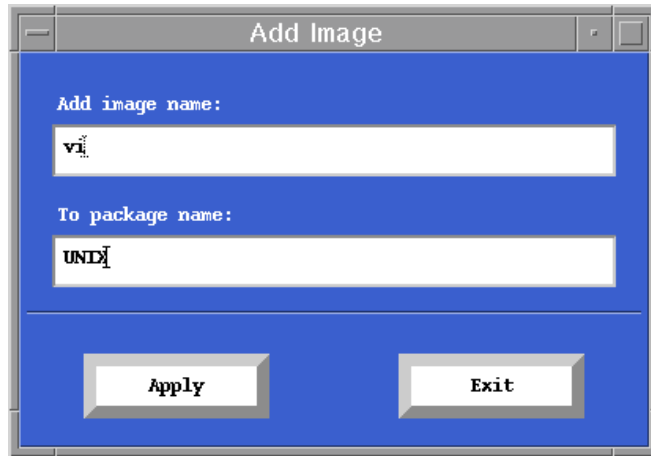 Add Image
Add image name:
vi
To package name:
UNIX
Apply
Exit